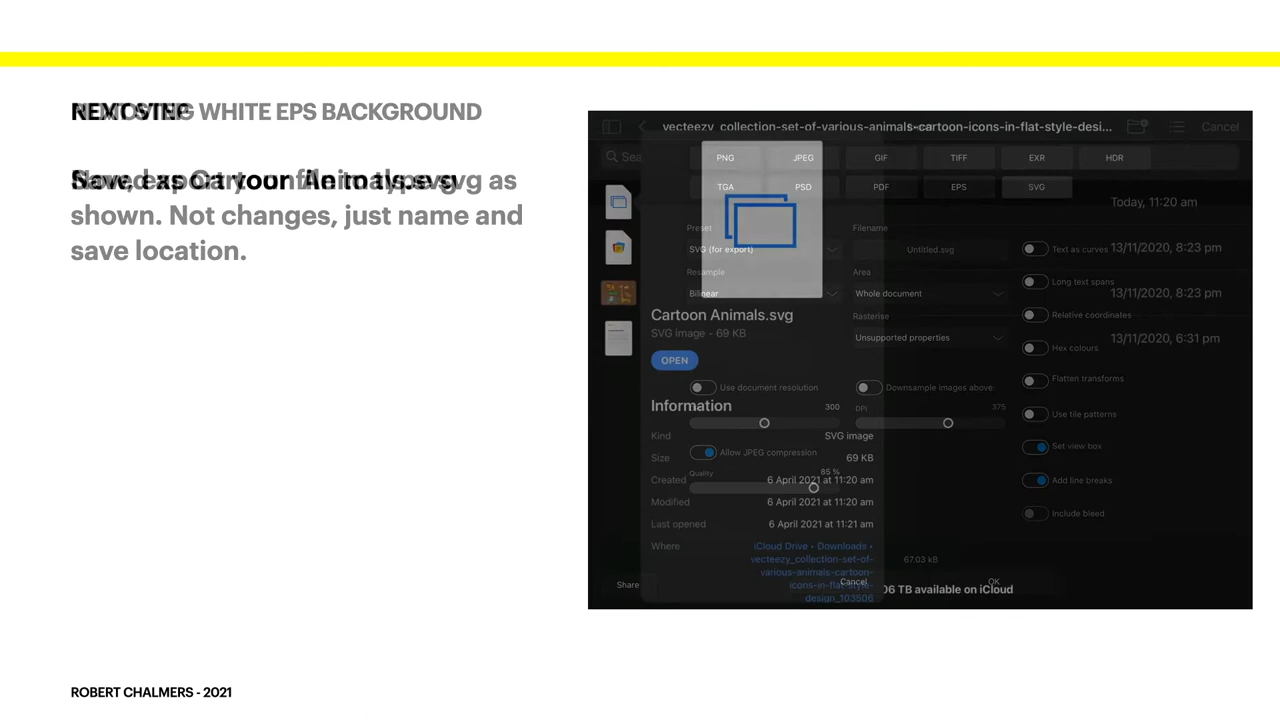 REMOVING WHITE EPS BACKGROUND
NEXT STEP
Now, export your file in type svg as
shown. Not changes, just name and
save location.
Saved as Cartoon Animals.svg
vecteezy_collection-set-of-various-animals-cartoon-icons-in-flat-style-desi...
Cancel
Sea
PNG JPEG GIF TIFF EXR HDR
TGA PSD PDF EPS SVG
Today, 11:20 am
Preset
Filename
SVG (for export)
Untitled.svg
Text as curves
13/11/2020, 8:23 pm
Resample
Area
Long text spans
Bilinear
Whole document
13/11/2020, 8:23 pm
Cartoon Animals.svg
Rasterise
Relative coordinates
SVG image - 69 KB
Unsupported properties
13/11/2020, 6:31 pm
Hex colours
OPEN
Flatten transforms
Use document resolution
Downsample images above:
Information
300
DPI
375
Use tile patterns
Kind
SVG image
Set view box
Allow JPEG compression
Size
69 KB
Quality
85 %
Created
6 April 2021 at 11:20 am
Add line breaks
Modified
6 April 2021 at 11:20 am
Include bleed
Last opened
6 April 2021 at 11:21 am
Where
iCloud Drive • Downloads •
vecteezy_collection-set-of-
various-animals-cartoon-
icons-in-flat-style-
design_103506
67.03 kB
Share
Cancel
OK
06 TB available on iCloud
ROBERT CHALMERS - 2021